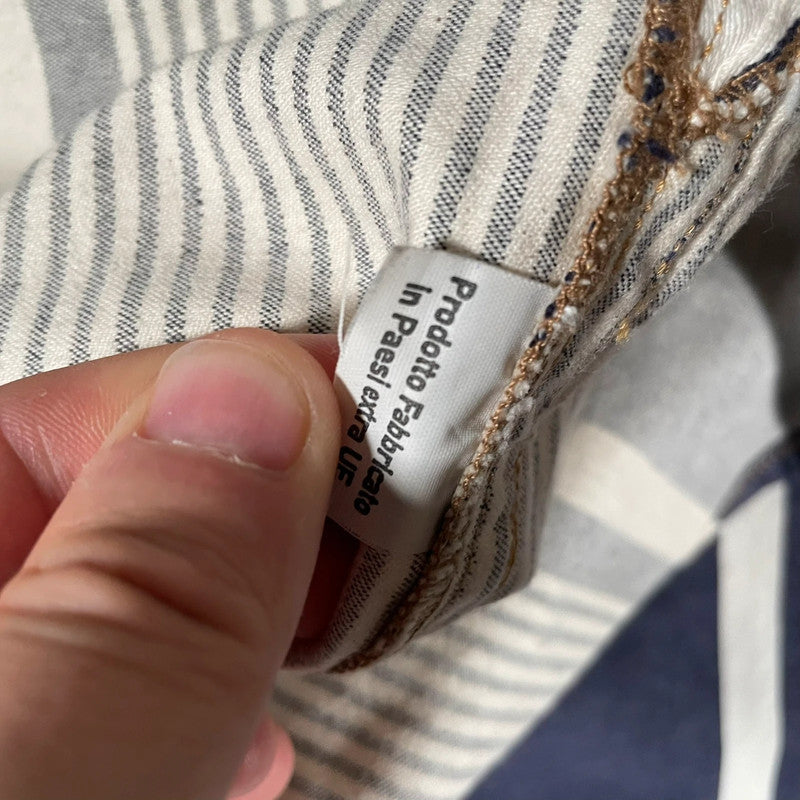 Prodotto Fabbricato
in Paesi extra UE